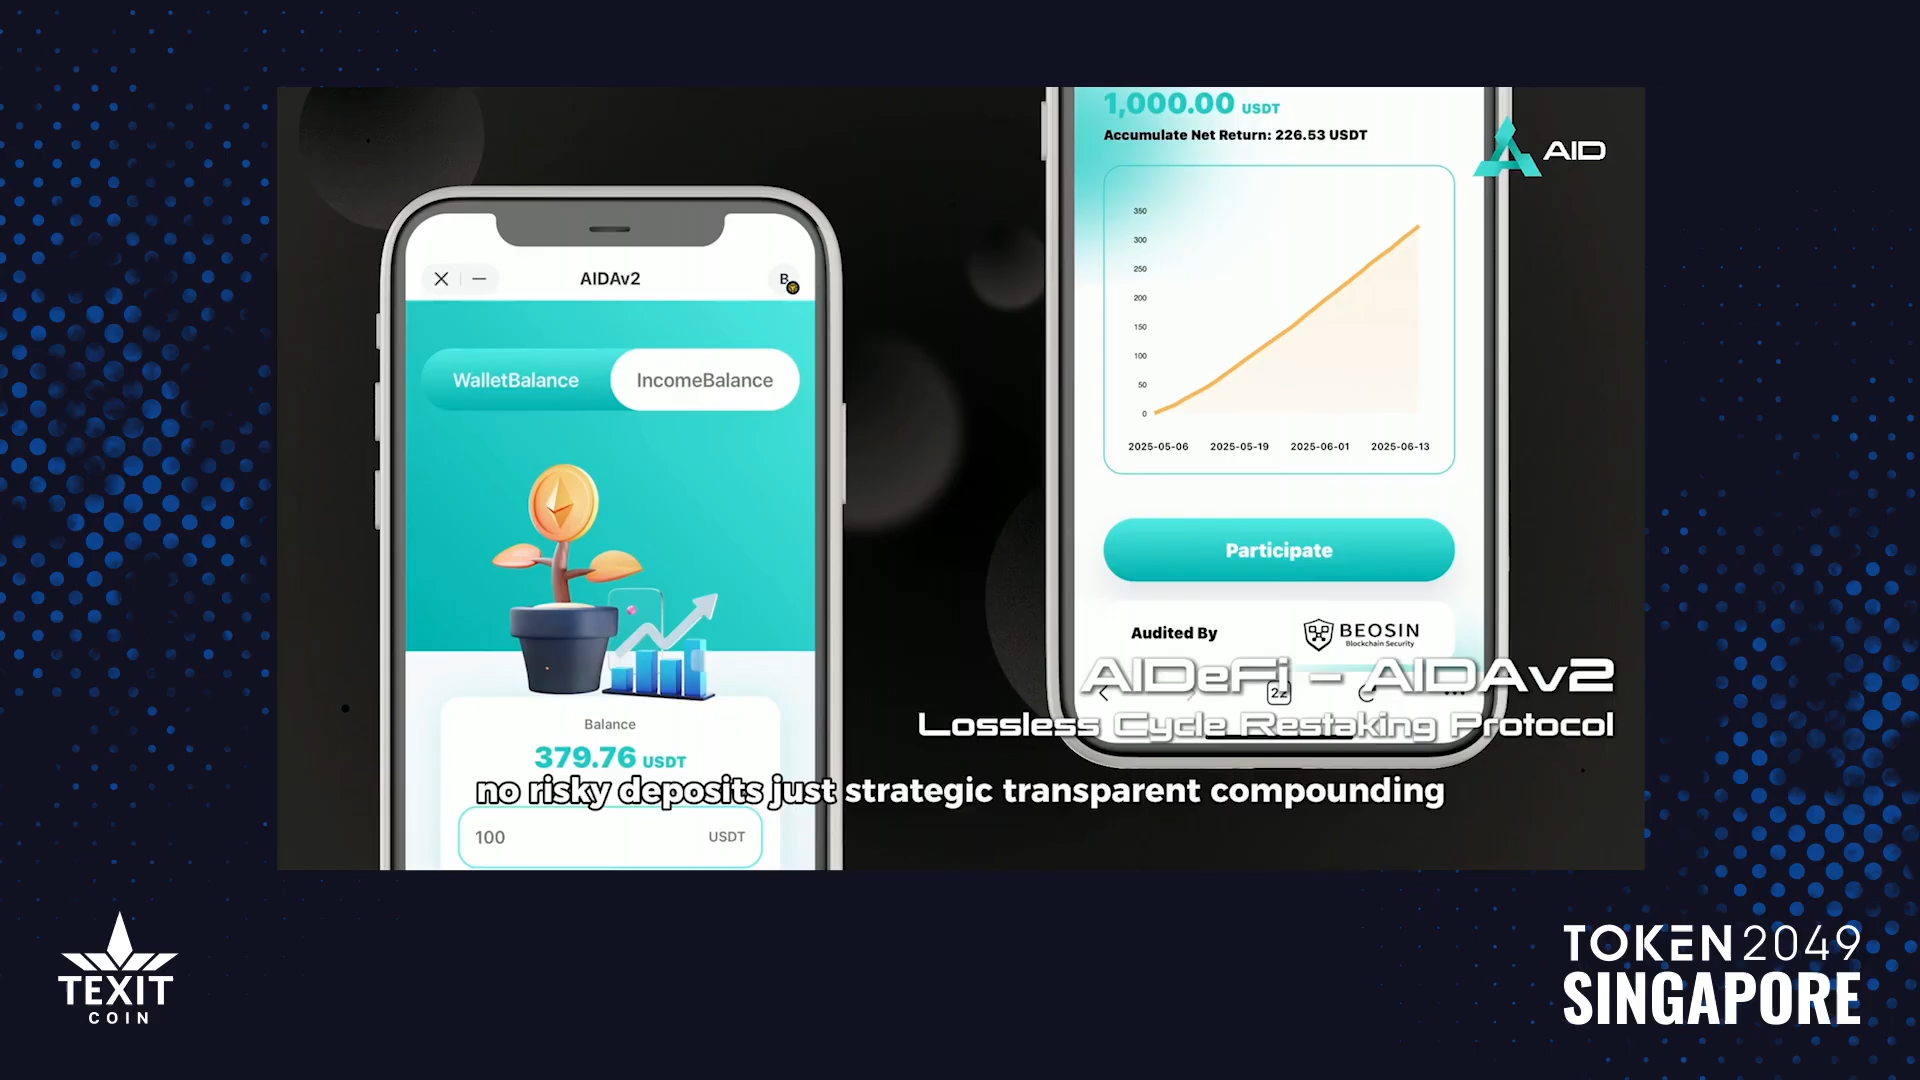 1,000.00 USDT
Accumulate Net Return: 226.53 USDT
AID
350
300
250
200
150
100
50
0
2025-05-06 2025-05-19 2025-06-01 2025-06-13
Participate
Audited By BEOSIN
Blockchain Security
AIDAv2
B
WalletBalance IncomeBalance
Balance
379.76 USDT
100 USDT
AIDeFi - AIDAv2
Lossless Cycle Restaking Protocol
no risky deposits just strategic transparent compounding
TEXIT
COIN
TOKEN2049
SINGAPORE